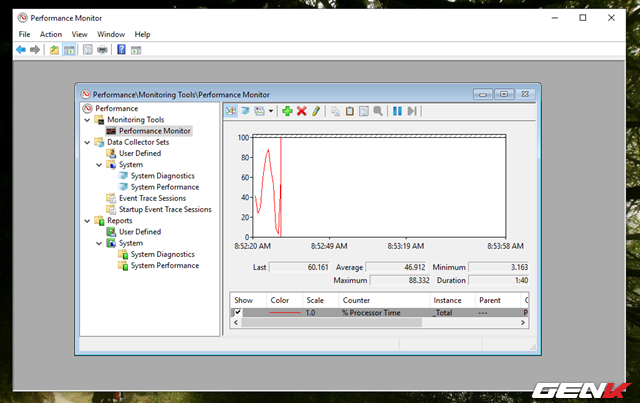 Performance Monitor
File Action View Window Help
Performance\Monitoring Tools\Performance Monitor
Performance
Monitoring Tools
Performance Monitor
Data Collector Sets
User Defined
System
System Diagnostics
System Performance
Event Trace Sessions
Startup Event Trace Sessions
Reports
User Defined
System
System Diagnostics
System Performance
100
80
60
40
20
0
8:52:20 AM 8:52:49 AM 8:53:19 AM 8:53:58 AM
Last 60.161 Average 46.912 Minimum 3.163
Maximum 88.332 Duration 1:40
Show Color Scale Counter Instance Parent C
1.0 % Processor Time _Total --- P
GENK